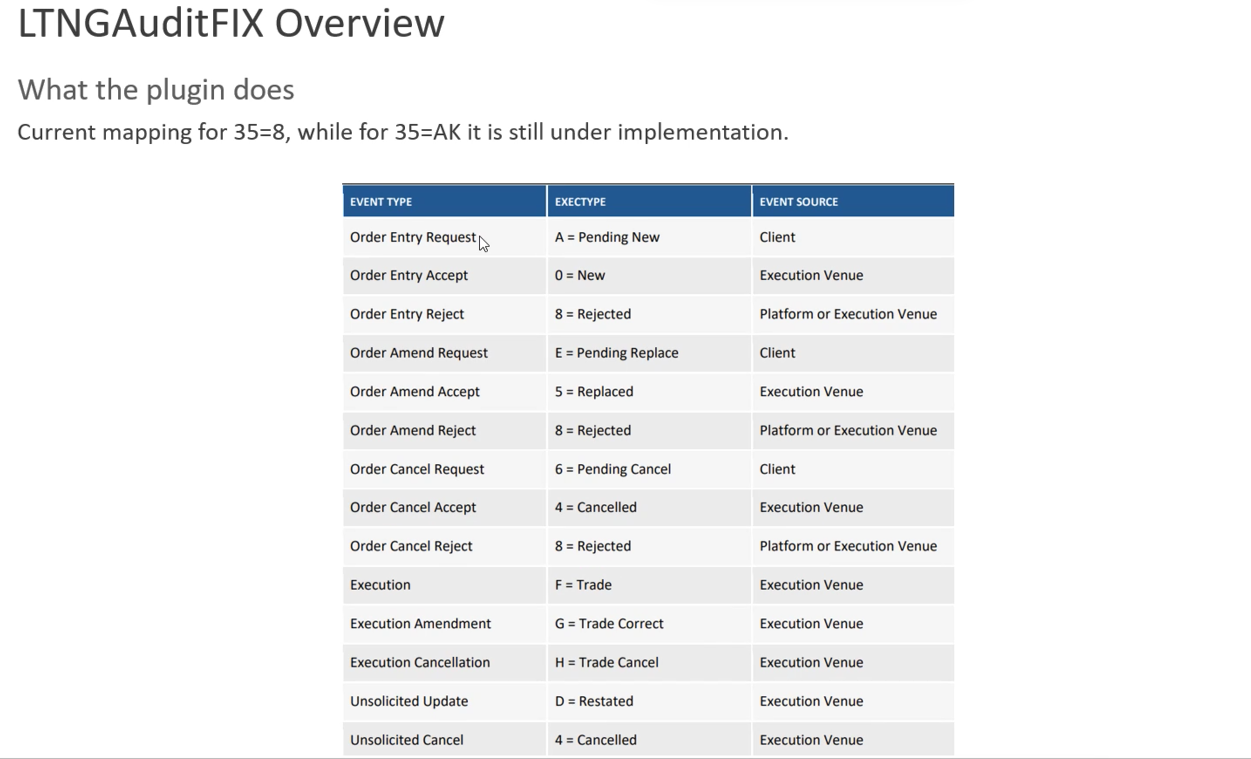 LTNGAuditFIX Overview
What the plugin does
Current mapping for 35=8, while for 35=AK it is still under implementation.
EVENT TYPE EXECTYPE EVENT SOURCE
Order Entry Request A = Pending New Client
Order Entry Accept 0 = New Execution Venue
Order Entry Reject 8 = Rejected Platform or Execution Venue
Order Amend Request E = Pending Replace Client
Order Amend Accept 5 = Replaced Execution Venue
Order Amend Reject 8 = Rejected Platform or Execution Venue
Order Cancel Request 6 = Pending Cancel Client
Order Cancel Accept 4 = Cancelled Execution Venue
Order Cancel Reject 8 = Rejected Platform or Execution Venue
Execution F = Trade Execution Venue
Execution Amendment G = Trade Correct Execution Venue
Execution Cancellation H = Trade Cancel Execution Venue
Unsolicited Update D = Restated Execution Venue
Unsolicited Cancel 4 = Cancelled Execution Venue